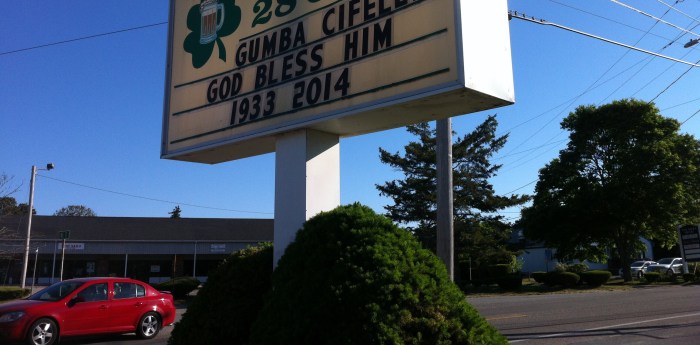 GUMBA CIFELL
GOD BLESS HIM
1933 2014